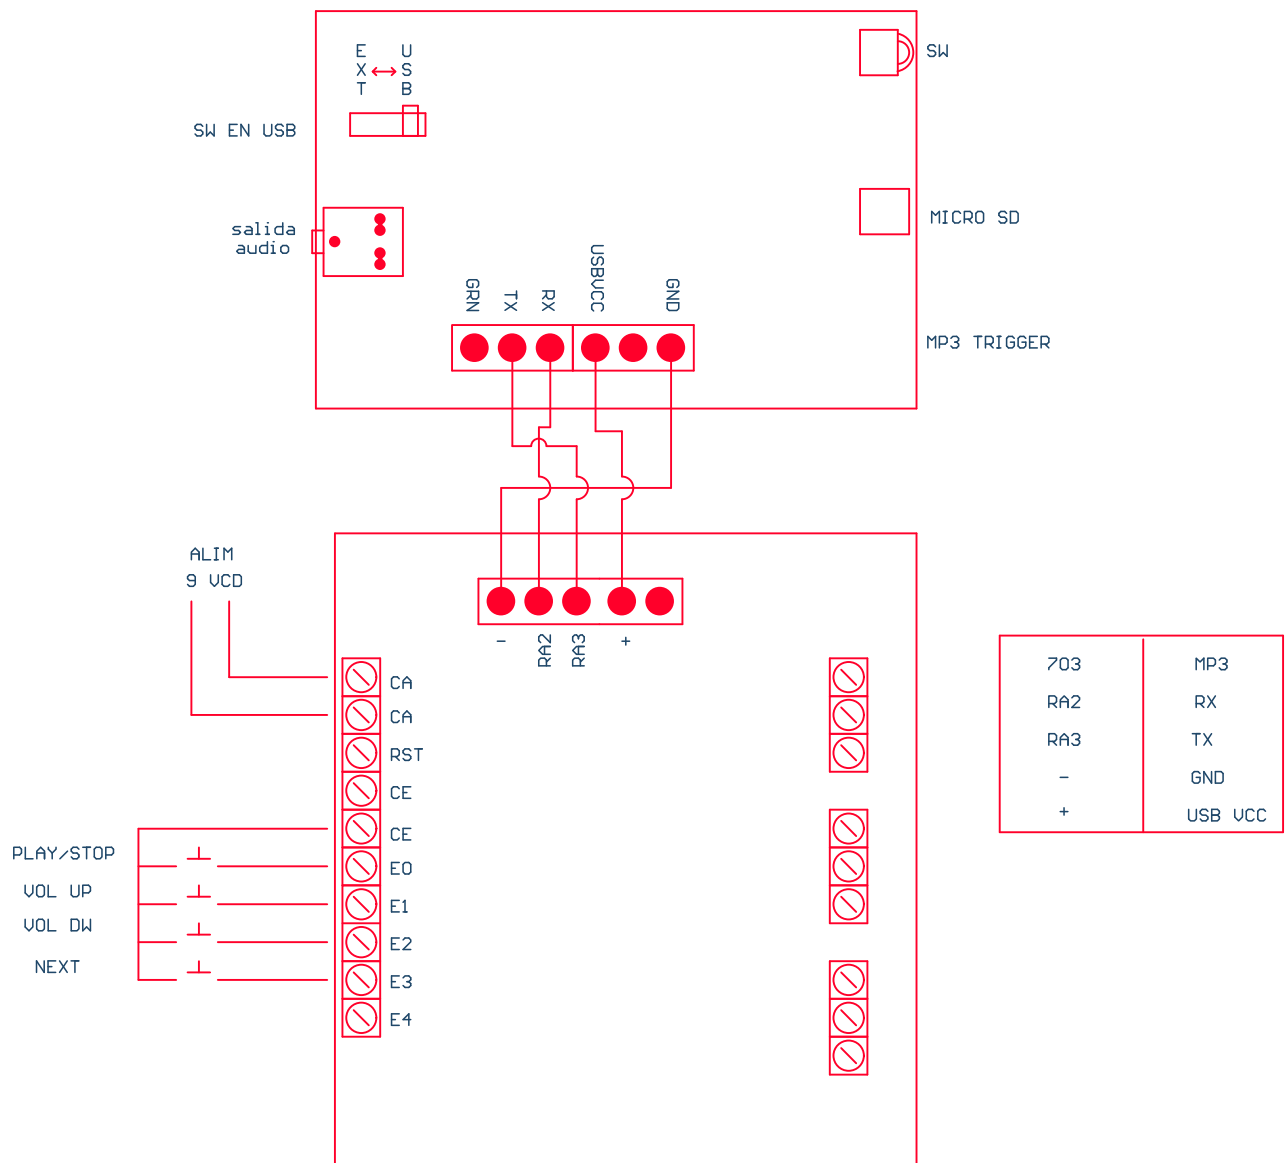 EXT USB
SW
SW EN USB
salida
audio
MICRO SD
GRN TX RX USBVCC GND
MP3 TRIGGER
ALIM
9 VCD
- RA2 RA3 +
CA
CA
RST
CE
CE
PLAY/STOP
E0
VOL UP
E1
VOL DW
E2
NEXT
E3
E4
703 MP3
RA2 RX
RA3 TX
- GND
+ USB VCC